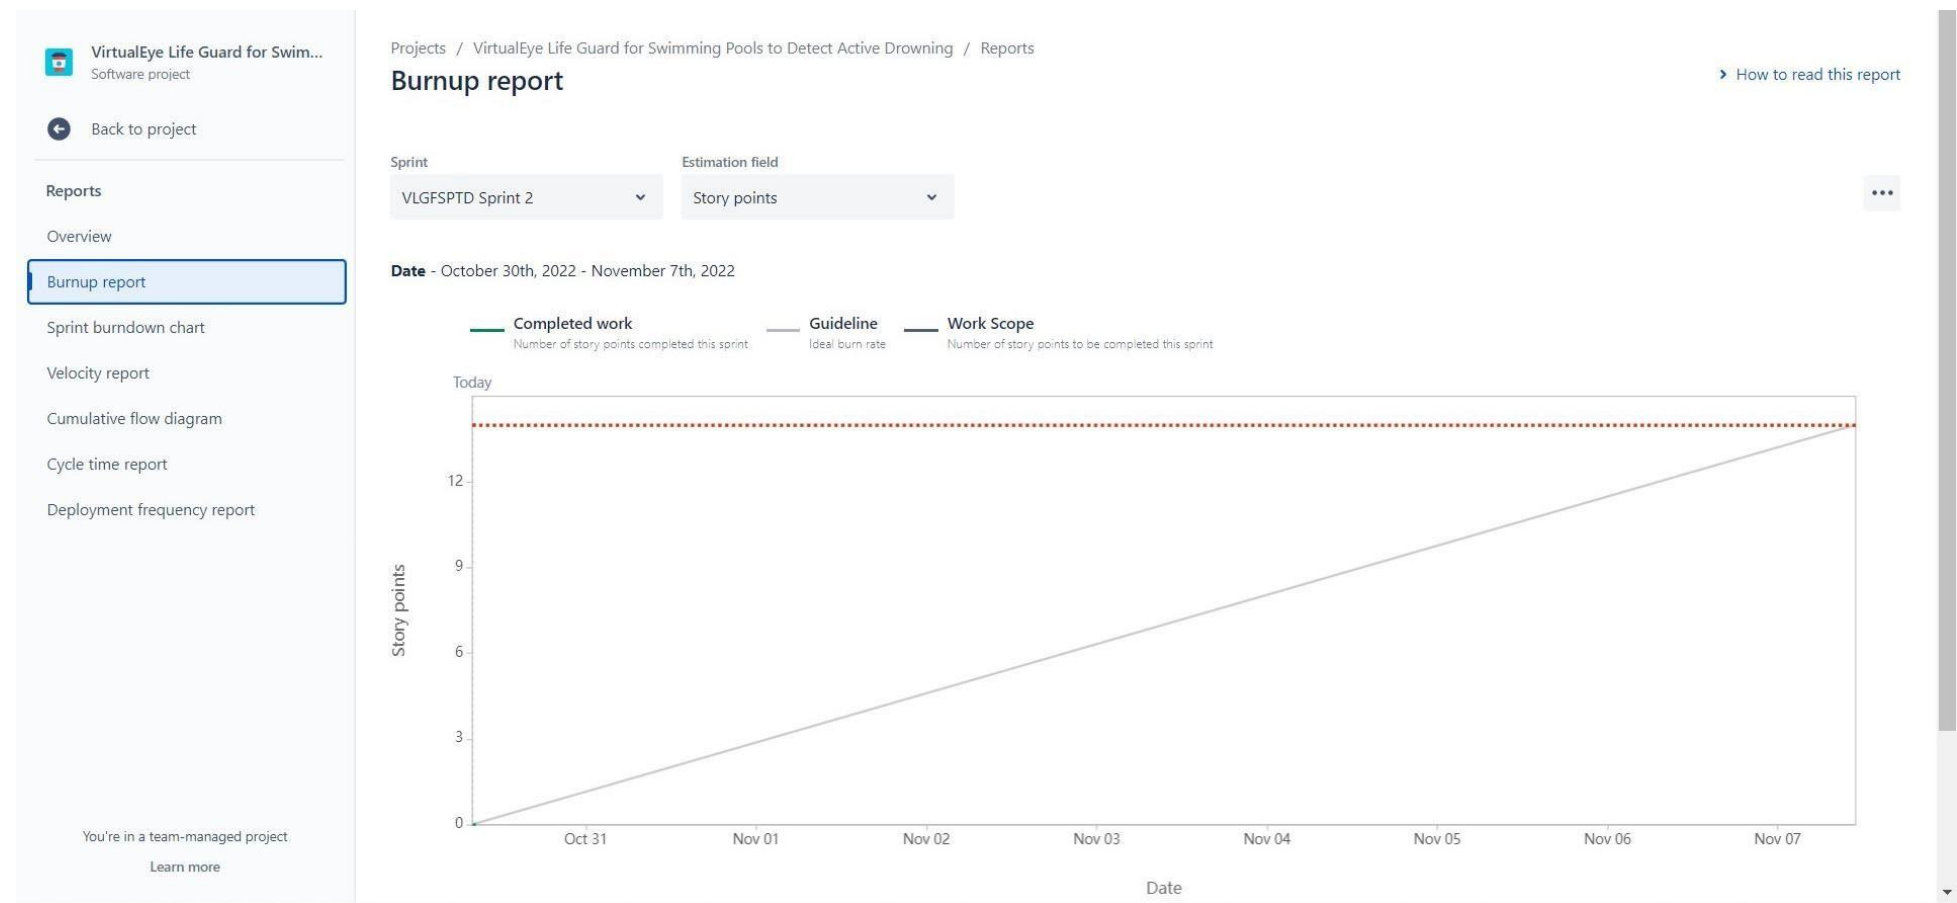 VirtualEye Life Guard for Swim...
Software project
Back to project
Reports
Overview
Burnup report
Sprint burndown chart
Velocity report
Cumulative flow diagram
Cycle time report
Deployment frequency report
You're in a team-managed project
Learn more
Projects / VirtualEye Life Guard for Swimming Pools to Detect Active Drowning / Reports
Burnup report
How to read this report
Sprint Estimation field
VLGFSPTD Sprint 2 Story points
Date - October 30th, 2022 - November 7th, 2022
Completed work Guideline Work Scope
Number of story points completed this sprint Ideal burn rate Number of story points to be completed this sprint
Today
12
9
6
3
0
Story points
Oct 31 Nov 01 Nov 02 Nov 03 Nov 04 Nov 05 Nov 06 Nov 07
Date